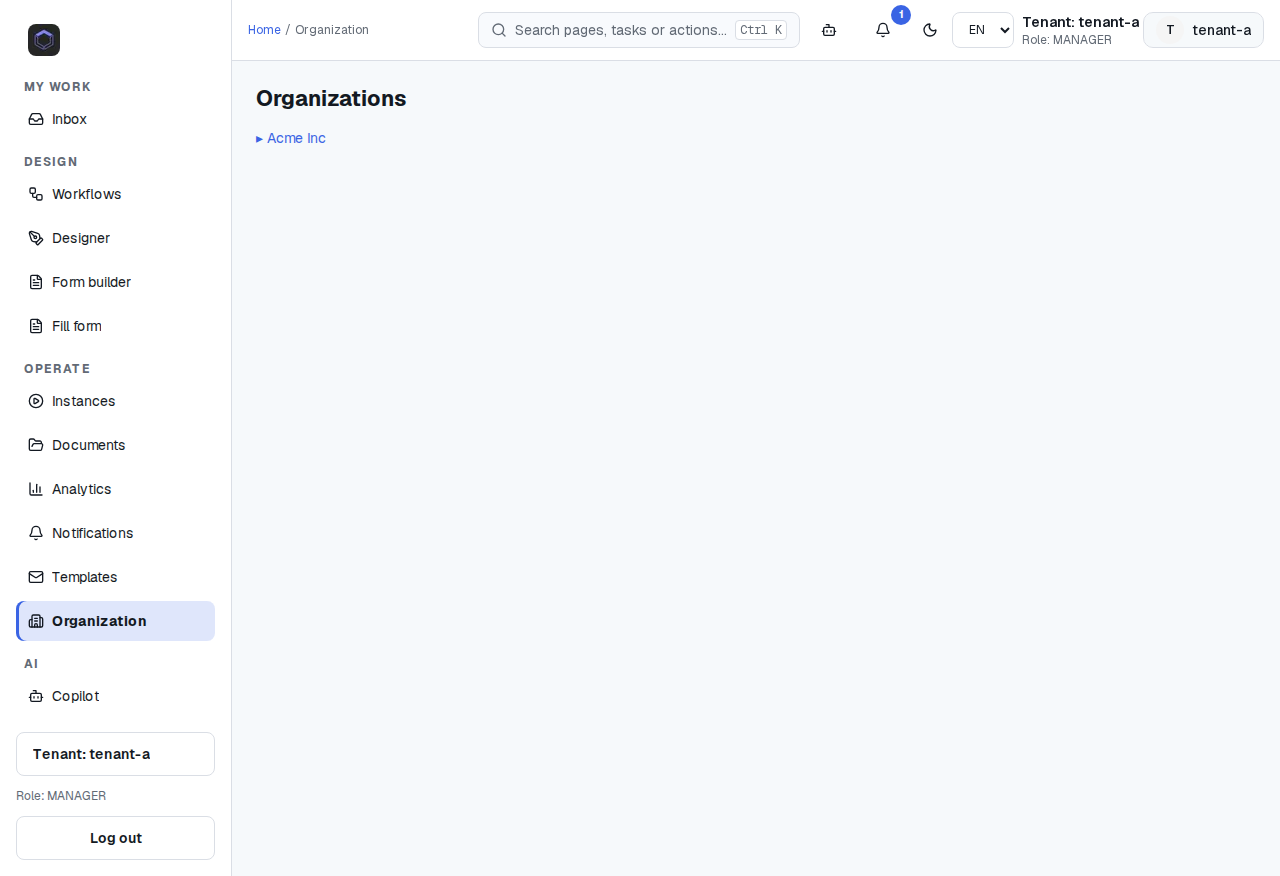 MY WORK
Inbox
DESIGN
Workflows
Designer
Form builder
Fill form
OPERATE
Instances
Documents
Analytics
Notifications
Templates
Organization
AI
Copilot
Tenant: tenant-a
Role: MANAGER
Log out
Home / Organization
Search pages, tasks or actions... Ctrl K
1
EN
Tenant: tenant-a
Role: MANAGER
T tenant-a
Organizations
▸ Acme Inc